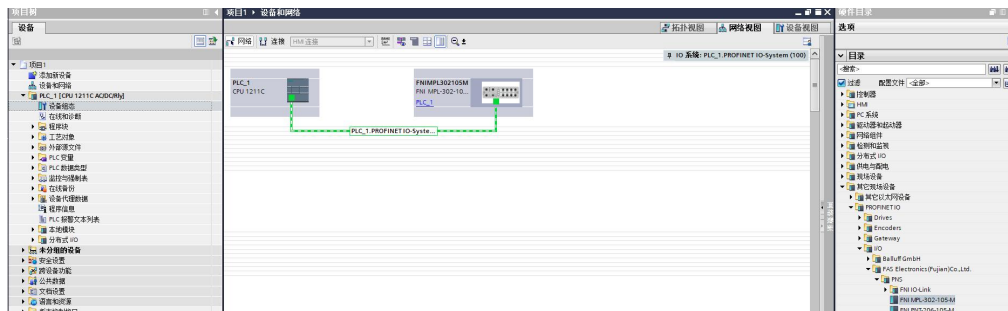 项目树
项目1 › 设备和网络
硬件目录
设备
拓扑视图
网络视图
设备视图
选项
网络
连接
HMI 连接
IO 系统: PLC_1.PROFINET IO-System (100)
目录
<搜索>
过滤
配置文件
<全部>
项目1
添加新设备
设备和网络
PLC_1 [CPU 1211C AC/DC/Rly]
设备组态
在线和诊断
程序块
工艺对象
外部源文件
PLC 变量
PLC 数据类型
监控与强制表
在线备份
设备代理数据
程序信息
PLC 报警文本列表
本地模块
分布式 I/O
未分组的设备
安全设置
跨设备功能
公共数据
文档设置
语言和资源
PLC_1
CPU 1211C
FNIMPL302105M
FNI MPL-302-10...
PLC_1
PLC_1.PROFINET IO-Syste...
控制器
HMI
PC 系统
驱动器和起动器
网络组件
检测和监视
分布式 I/O
供电与配电
现场设备
其它现场设备
其它以太网设备
PROFINET IO
Drives
Encoders
Gateway
I/O
Balluff GmbH
FAS Electronics(Fujian)Co.,Ltd.
PNS
FNI IO-Link
FNI MPL-302-105-M
FNI PNT-206-105-M